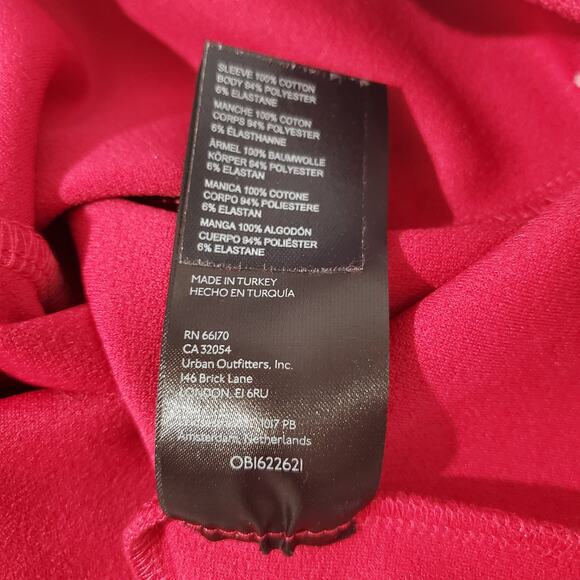 SLEEVE 100% COTTON
BODY 94% POLYESTER
6% ELASTANE
MANCHE 100% COTON
CORPS 94% POLYESTER
6% ÉLASTHANNE
ÄRMEL 100% BAUMWOLLE
KÖRPER 94% POLYESTER
6% ELASTAN
MANICA 100% COTONE
CORPO 94% POLIESTERE
6% ELASTAN
MANGA 100% ALGODÓN
CUERPO 94% POLIÉSTER
6% ELASTANE
MADE IN TURKEY
HECHO EN TURQUÍA
RN 66170
CA 32054
Urban Outfitters, Inc.
146 Brick Lane
LONDON, E1 6RU
1017 PB
Amsterdam, Netherlands
OB1622621